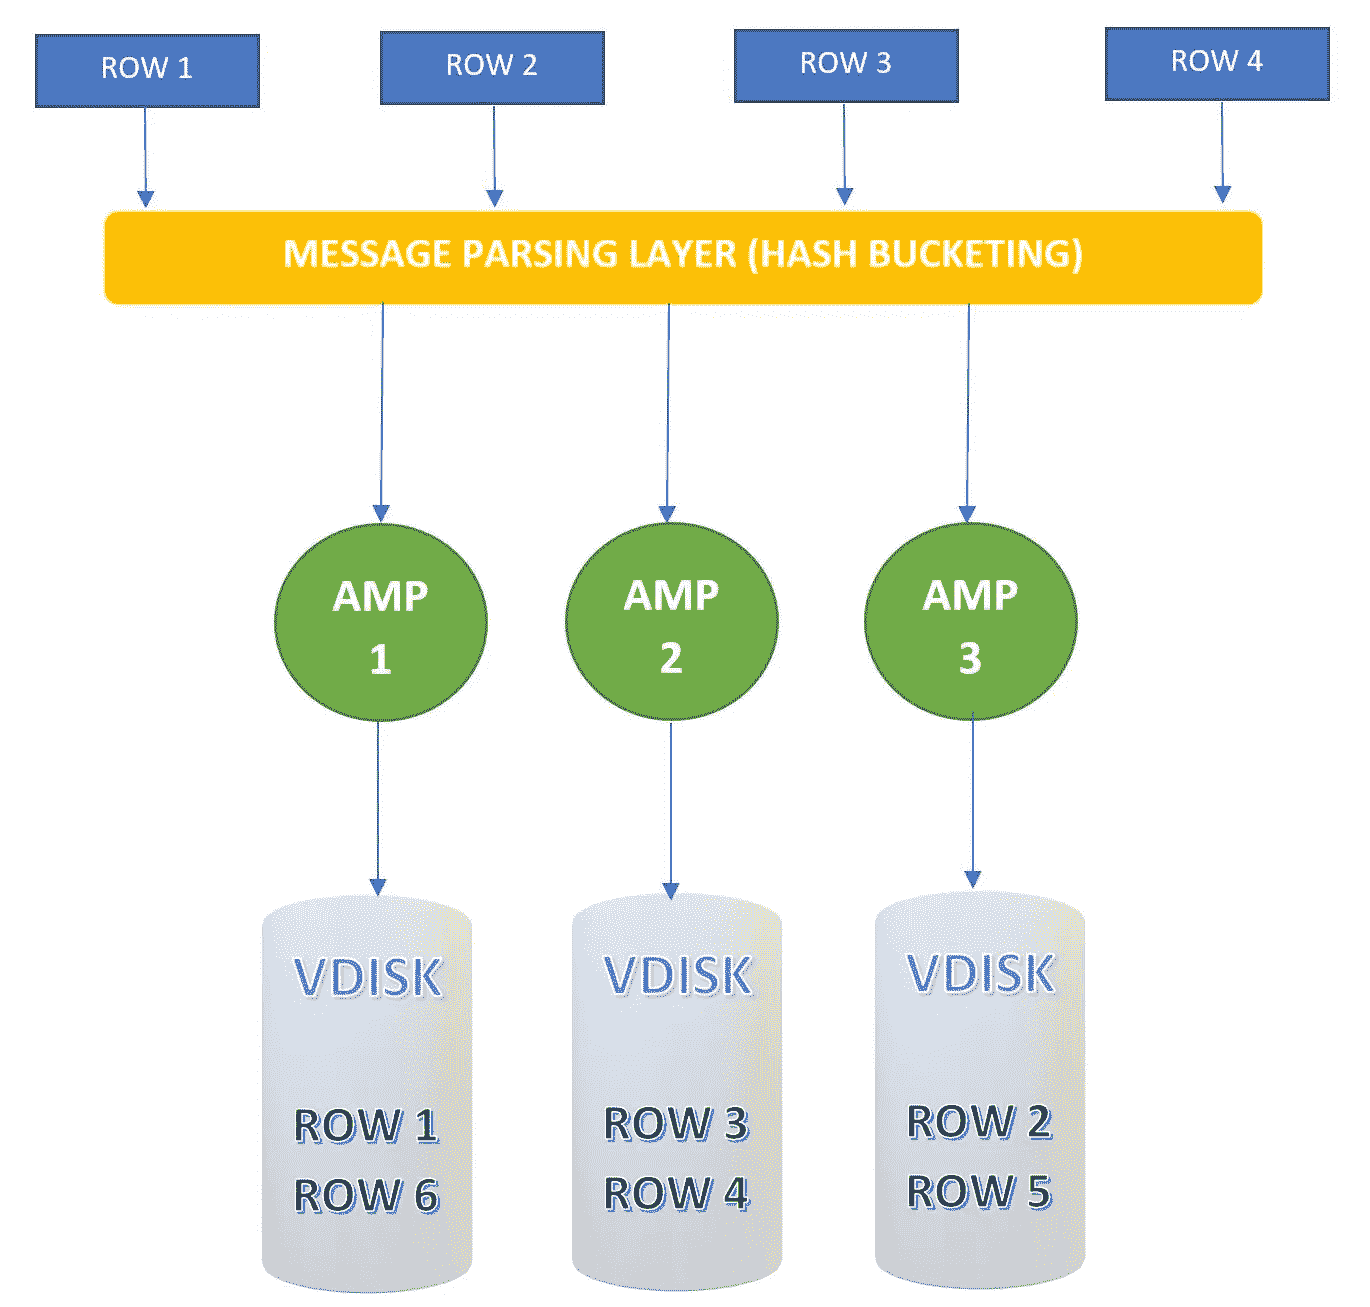 ROW 1
ROW 2
ROW 3
ROW 4
MESSAGE PARSING LAYER (HASH BUCKETING)
AMP
1
AMP
2
AMP
3
VDISK
ROW 1
ROW 6
VDISK
ROW 3
ROW 4
VDISK
ROW 2
ROW 5